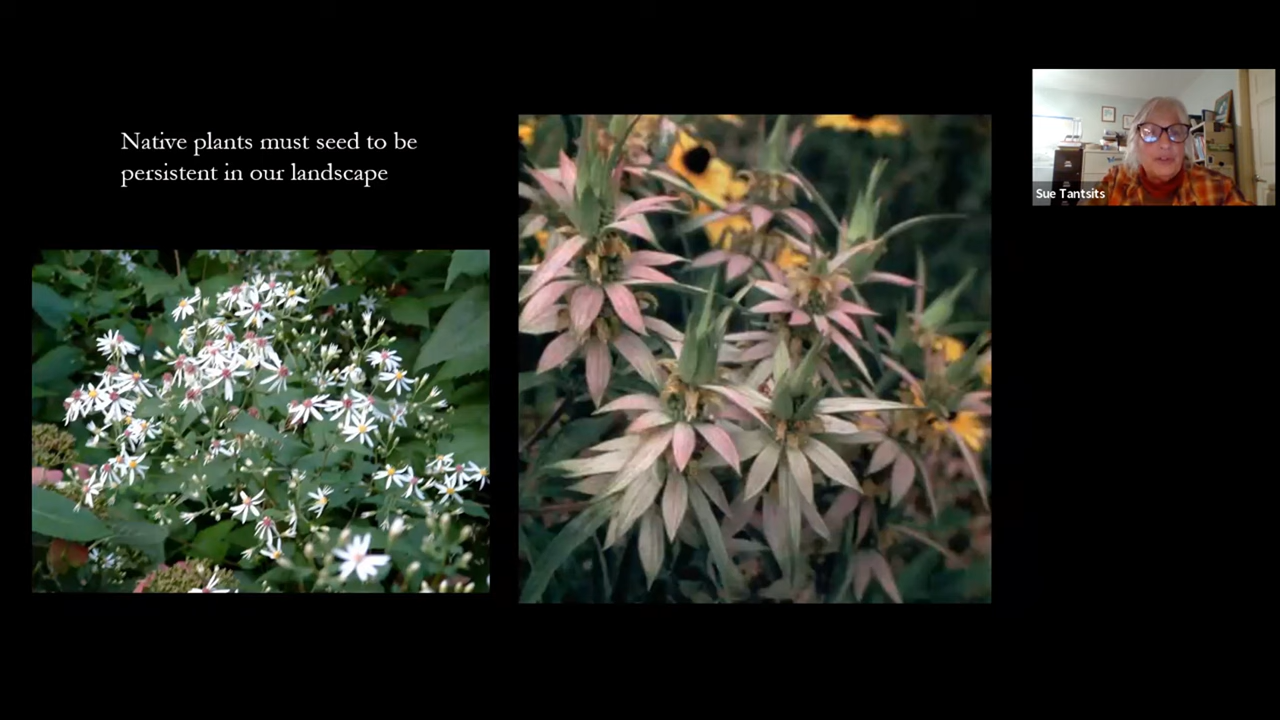 Native plants must seed to be
persistent in our landscape
Sue Tantsits